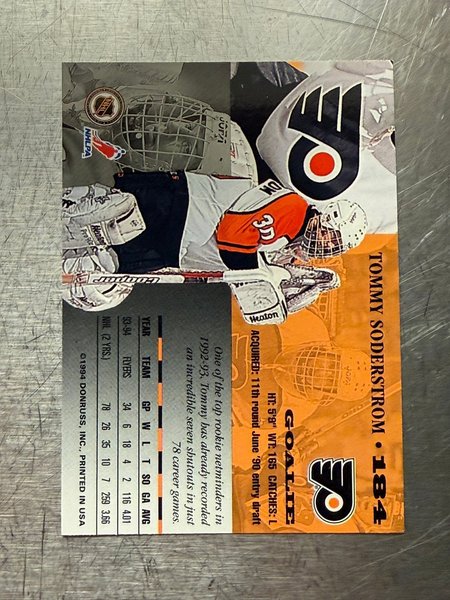 TOMMY SODERSTROM • 184
GOALIE
HT: 5'9" WT: 165 CATCHES: L
ACQUIRED: 11th round June '90 entry draft
One of the top rookie netminders in
1992-93, Tommy has already recorded
an incredible seven shutouts in just
78 career games.
YEAR TEAM GP W L T SO GA AVG
93-94 FLYERS 34 6 18 4 2 116 4.01
NHL (2 YRS.) 78 26 35 10 7 259 3.66
©1994 DONRUSS, INC., PRINTED IN USA
NHLPA
30
Heaton